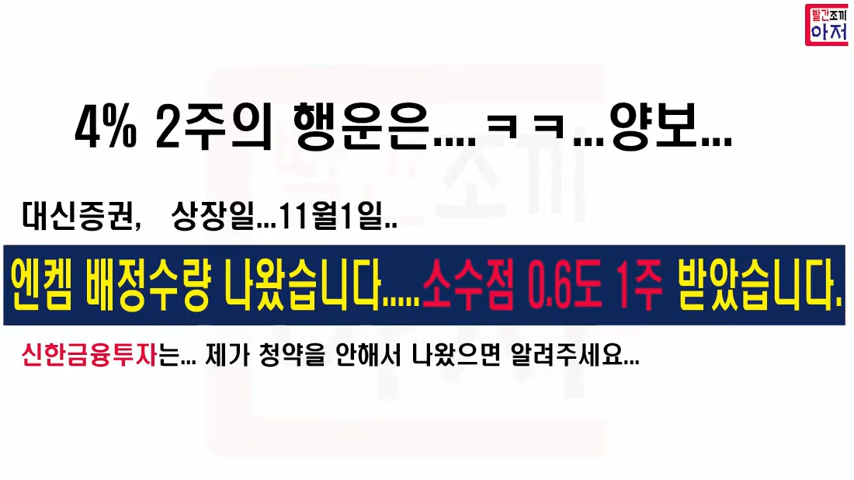 빨간조끼
아저
4% 2주의 행운은....ㅋㅋ...양보...
대신증권, 상장일...11월1일..
엔켐 배정수량 나왔습니다.....소수점 0.6도 1주 받았습니다.
신한금융투자는... 제가 청약을 안해서 나왔으면 알려주세요...